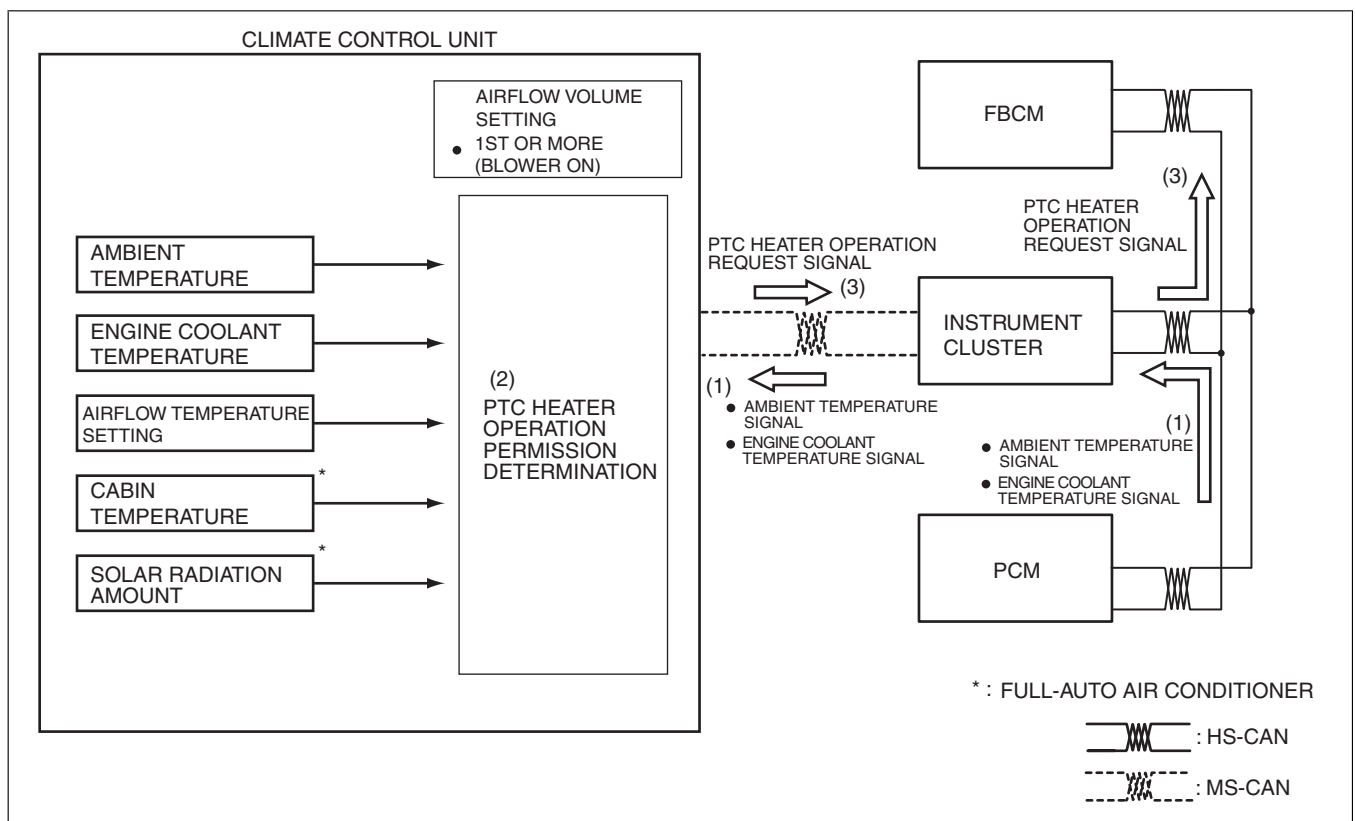 CLIMATE CONTROL UNIT
AIRFLOW VOLUME
SETTING
● 1ST OR MORE
(BLOWER ON)
AMBIENT
TEMPERATURE
ENGINE COOLANT
TEMPERATURE
AIRFLOW TEMPERATURE
SETTING
*
CABIN
TEMPERATURE
*
SOLAR RADIATION
AMOUNT
(2)
PTC HEATER
OPERATION
PERMISSION
DETERMINATION
PTC HEATER OPERATION
REQUEST SIGNAL
(3)
(1)
● AMBIENT TEMPERATURE
SIGNAL
● ENGINE COOLANT
TEMPERATURE SIGNAL
FBCM
(3)
PTC HEATER
OPERATION
REQUEST SIGNAL
INSTRUMENT
CLUSTER
(1)
● AMBIENT TEMPERATURE
SIGNAL
● ENGINE COOLANT
TEMPERATURE SIGNAL
PCM
* : FULL-AUTO AIR CONDITIONER
: HS-CAN
: MS-CAN